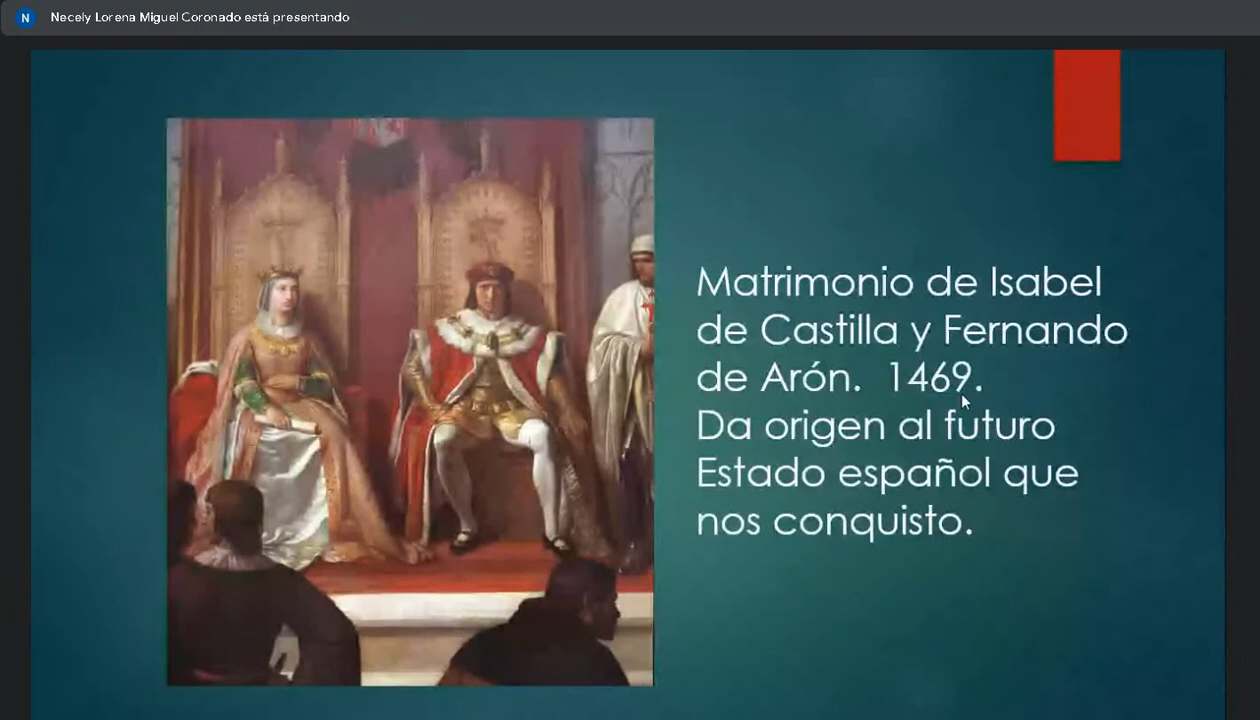 N
Necely Lorena Miguel Coronado está presentando
Matrimonio de Isabel
de Castilla y Fernando
de Arón.  1469.
Da origen al futuro
Estado español que
nos conquisto.